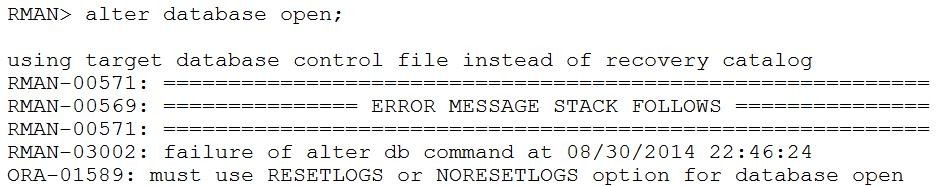 RMAN> alter database open;
using target database control file instead of recovery catalog
RMAN-00571: ===========================================================
RMAN-00569: =============== ERROR MESSAGE STACK FOLLOWS ===============
RMAN-00571: ===========================================================
RMAN-03002: failure of alter db command at 08/30/2014 22:46:24
ORA-01589: must use RESETLOGS or NORESETLOGS option for database open